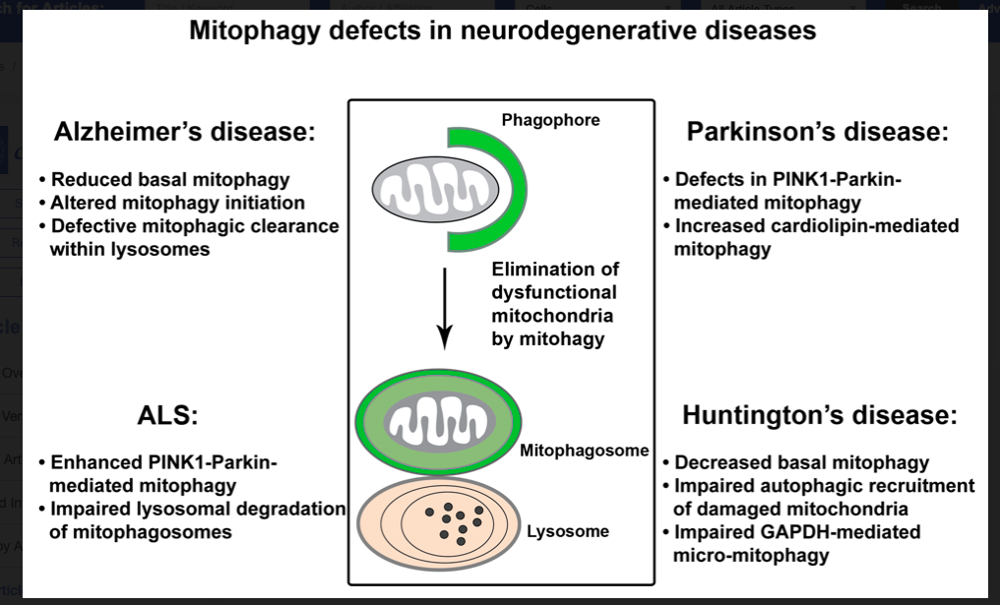 Mitophagy defects in neurodegenerative diseases
Alzheimer's disease:
• Reduced basal mitophagy
• Altered mitophagy initiation
• Defective mitophagic clearance
within lysosomes
Phagophore
Elimination of
dysfunctional
mitochondria
by mitohagy
Mitophagosome
Lysosome
Parkinson's disease:
• Defects in PINK1-Parkin-
mediated mitophagy
• Increased cardiolipin-mediated
mitophagy
ALS:
• Enhanced PINK1-Parkin-
mediated mitophagy
• Impaired lysosomal degradation
of mitophagosomes
Huntington's disease:
• Decreased basal mitophagy
• Impaired autophagic recruitment
of damaged mitochondria
• Impaired GAPDH-mediated
micro-mitophagy